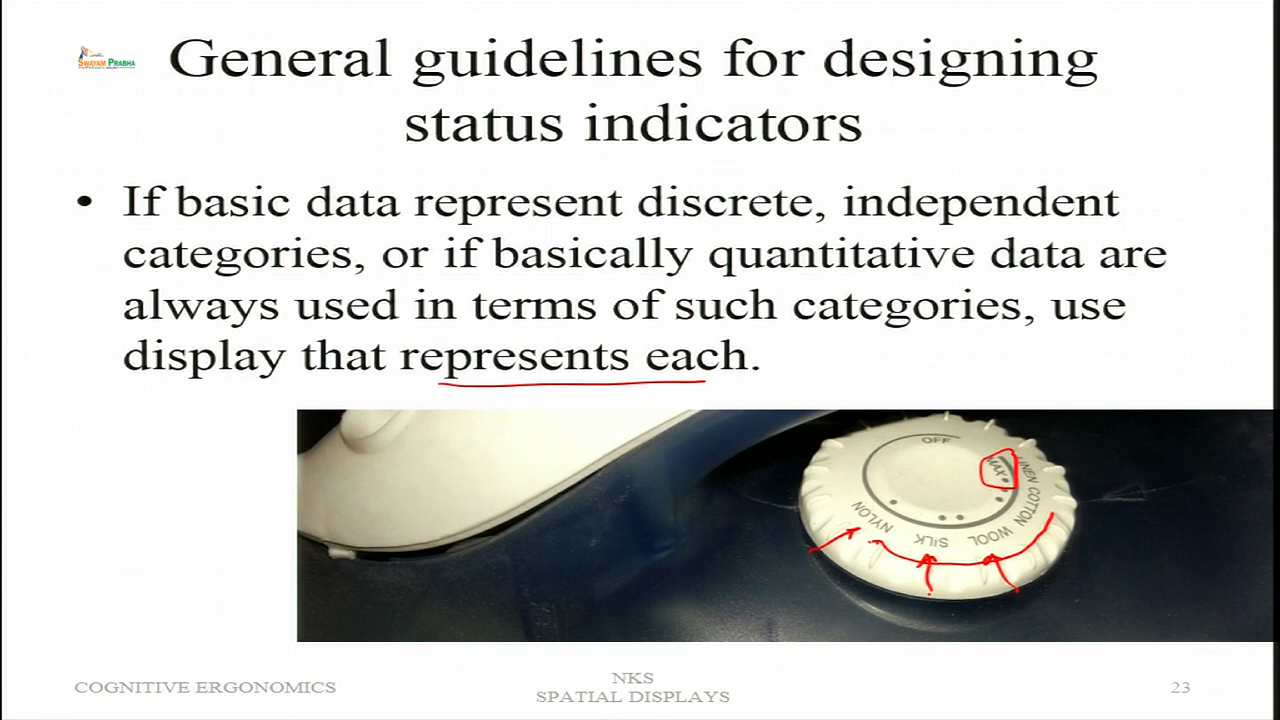 SWAYAM PRABHA
General guidelines for designing
status indicators
• If basic data represent discrete, independent
categories, or if basically quantitative data are
always used in terms of such categories, use
display that represents each.
OFF
MAX
LINEN
COTTON
WOOL
SILK
NYLON
COGNITIVE ERGONOMICS
NKS
SPATIAL DISPLAYS
23